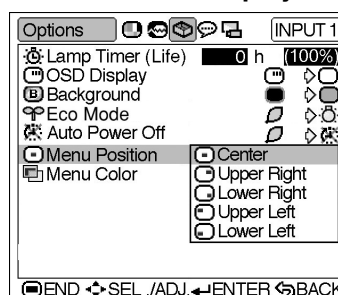 Options INPUT 1
Lamp Timer (Life) 0 h (100%)
OSD Display
B Background
Eco Mode
Auto Power Off
Menu Position Center
Menu Color Upper Right
Lower Right
Upper Left
Lower Left
END SEL./ADJ. ENTER BACK